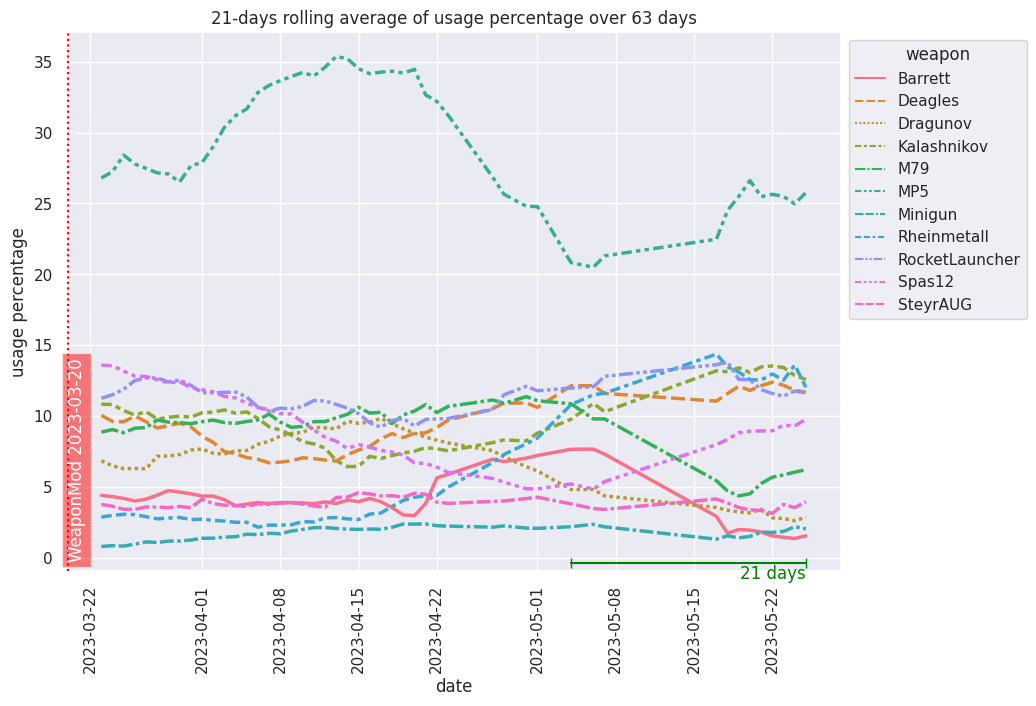 21-days rolling average of usage percentage over 63 days
usage percentage
35
30
25
20
15
10
5
0
WeaponMod 2023-03-20
21 days
2023-03-22
2023-04-01
2023-04-08
2023-04-15
2023-04-22
2023-05-01
2023-05-08
2023-05-15
2023-05-22
date
weapon
Barrett
Deagles
Dragunov
Kalashnikov
M79
MP5
Minigun
Rheinmetall
RocketLauncher
Spas12
SteyrAUG